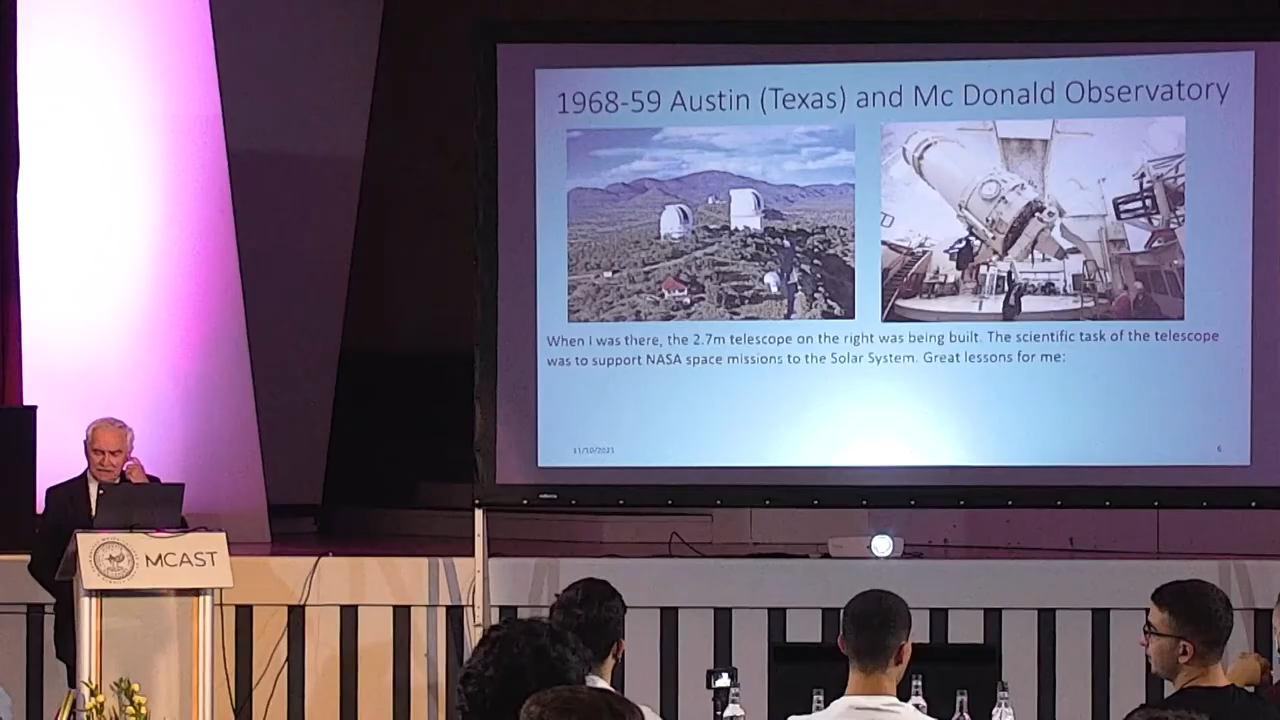 1968-59 Austin (Texas) and Mc Donald Observatory
When I was there, the 2.7m telescope on the right was being built. The scientific task of the telescope
was to support NASA space missions to the Solar System. Great lessons for me:
11/10/2021
6
MCAST